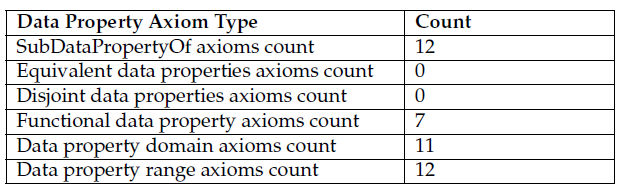 Data Property Axiom Type Count
SubDataPropertyOf axioms count 12
Equivalent data properties axioms count 0
Disjoint data properties axioms count 0
Functional data property axioms count 7
Data property domain axioms count 11
Data property range axioms count 12